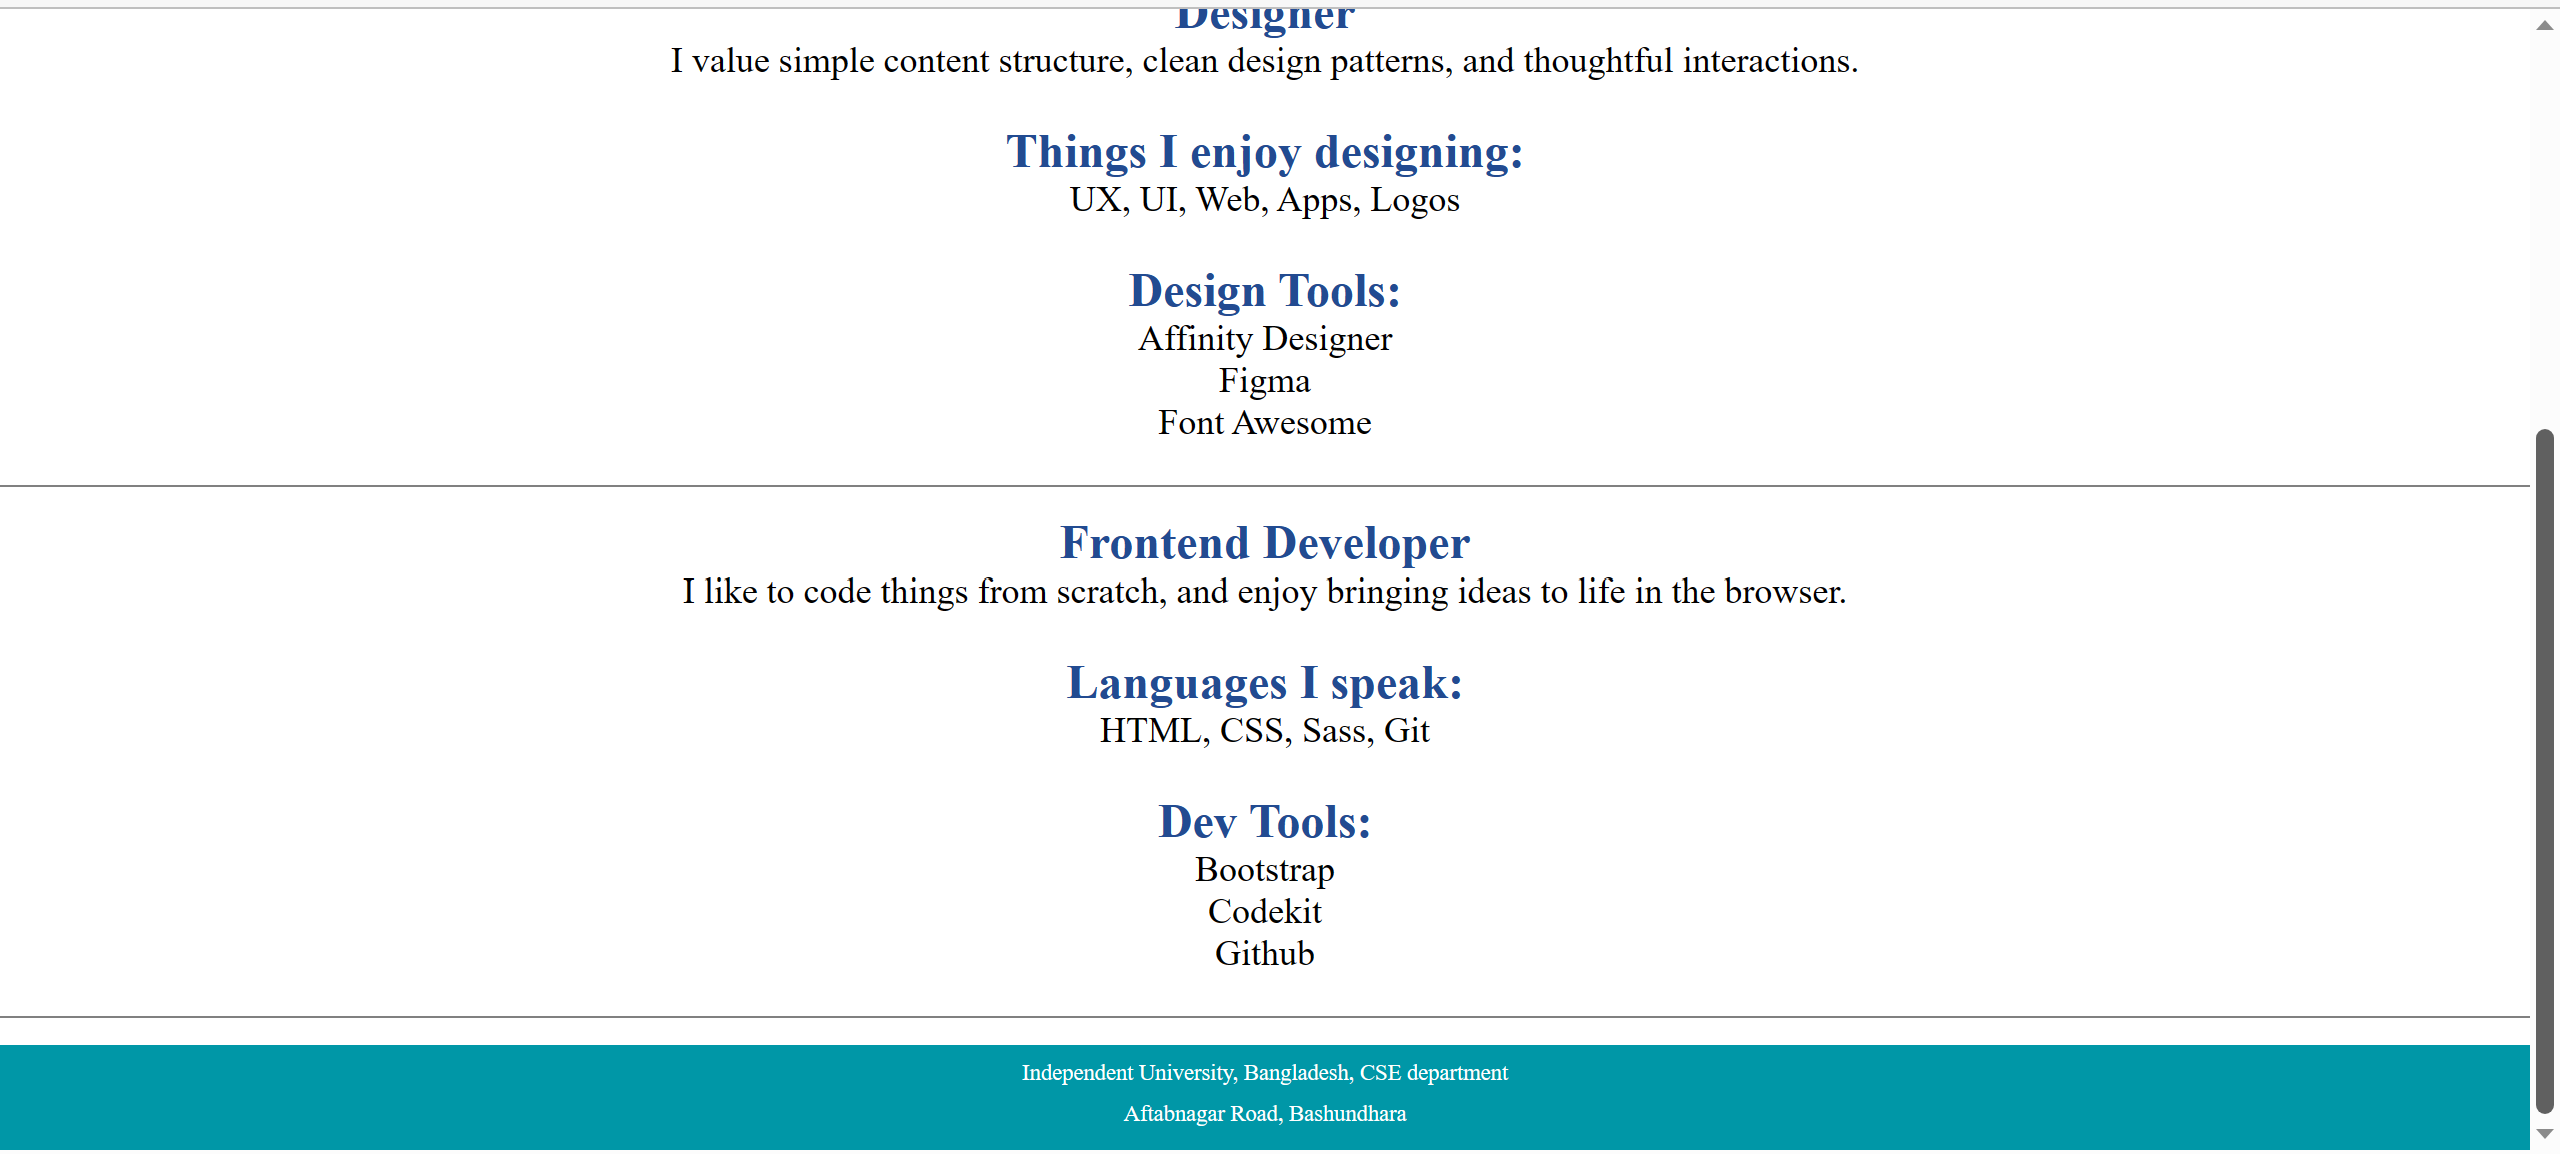 Designer
I value simple content structure, clean design patterns, and thoughtful interactions.
Things I enjoy designing:
UX, UI, Web, Apps, Logos
Design Tools:
Affinity Designer
Figma
Font Awesome
Frontend Developer
I like to code things from scratch, and enjoy bringing ideas to life in the browser.
Languages I speak:
HTML, CSS, Sass, Git
Dev Tools:
Bootstrap
Codekit
Github
Independent University, Bangladesh, CSE department
Aftabnagar Road, Bashundhara